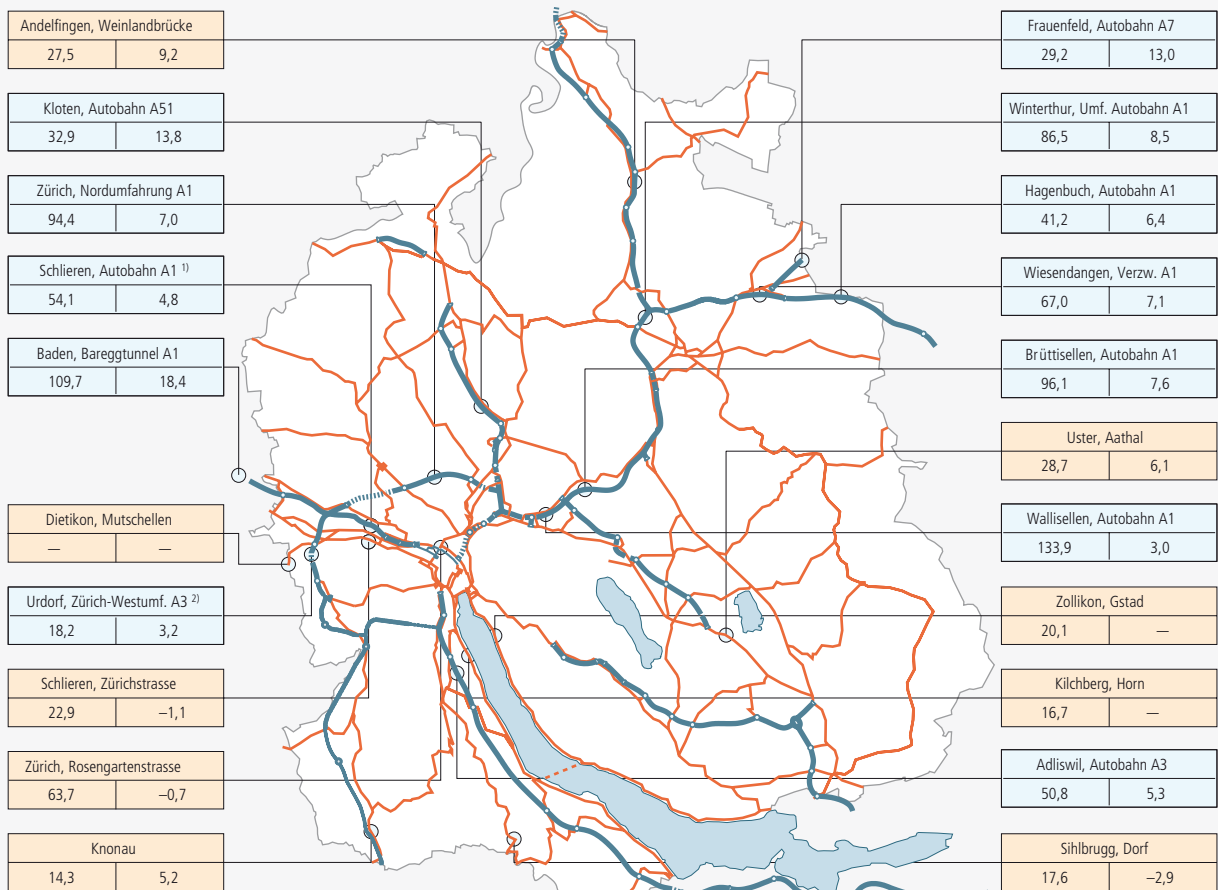 Andelfingen, Weinlandbrücke
27,5 9,2
Kloten, Autobahn A51
32,9 13,8
Zürich, Nordumfahrung A1
94,4 7,0
Schlieren, Autobahn A1 1)
54,1 4,8
Baden, Bareggtunnel A1
109,7 18,4
Dietikon, Mutschellen
— —
Urdorf, Zürich-Westumf. A3 2)
18,2 3,2
Schlieren, Zürichstrasse
22,9 –1,1
Zürich, Rosengartenstrasse
63,7 –0,7
Knonau
14,3 5,2
Frauenfeld, Autobahn A7
29,2 13,0
Winterthur, Umf. Autobahn A1
86,5 8,5
Hagenbuch, Autobahn A1
41,2 6,4
Wiesendangen, Verzw. A1
67,0 7,1
Brüttisellen, Autobahn A1
96,1 7,6
Uster, Aathal
28,7 6,1
Wallisellen, Autobahn A1
133,9 3,0
Zollikon, Gstad
20,1 —
Kilchberg, Horn
16,7 —
Adliswil, Autobahn A3
50,8 5,3
Sihlbrugg, Dorf
17,6 –2,9